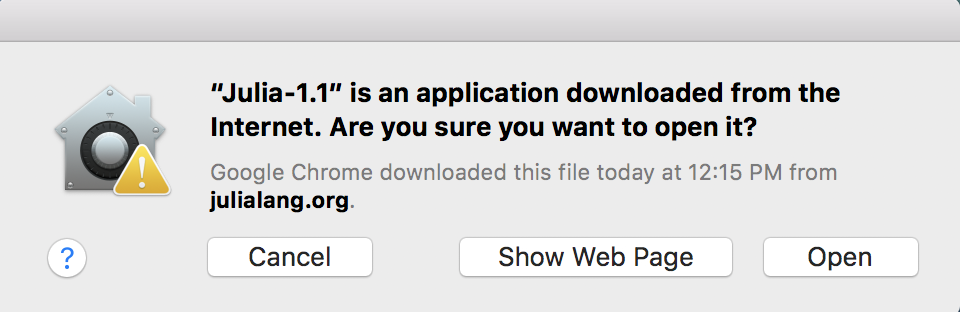 “Julia-1.1” is an application downloaded from the
Internet. Are you sure you want to open it?
Google Chrome downloaded this file today at 12:15 PM from
julialang.org.
? Cancel Show Web Page Open